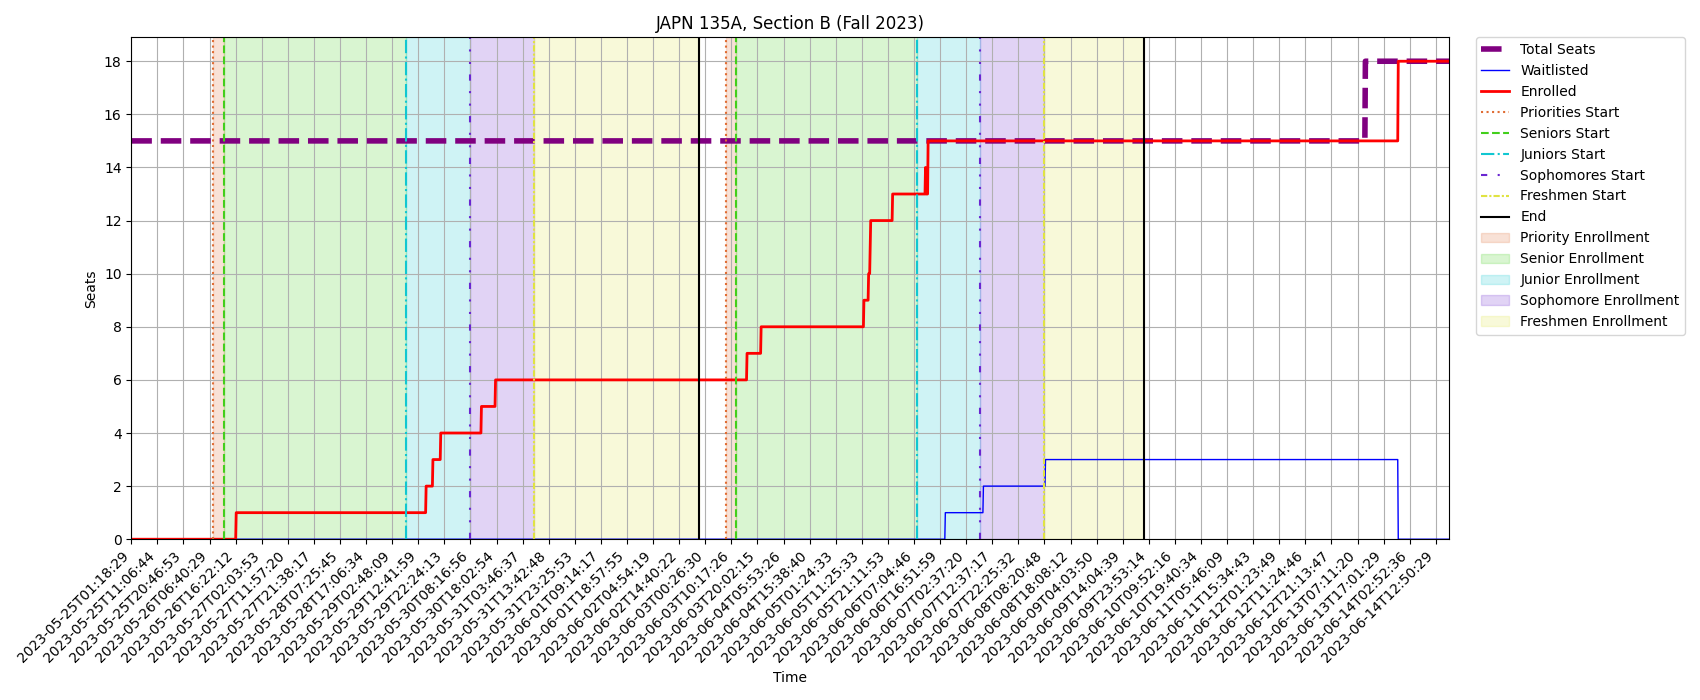 JAPN 135A, Section B (Fall 2023)
Total Seats
Waitlisted
Enrolled
Priorities Start
Seniors Start
Juniors Start
Sophomores Start
Freshmen Start
End
Priority Enrollment
Senior Enrollment
Junior Enrollment
Sophomore Enrollment
Freshmen Enrollment
Seats
18
16
14
12
10
8
6
4
2
0
2023-05-25T01:18:29
2023-05-25T11:06:44
2023-05-25T20:46:53
2023-05-26T06:40:29
2023-05-26T16:22:12
2023-05-27T02:03:53
2023-05-27T11:57:20
2023-05-27T21:38:17
2023-05-28T07:25:45
2023-05-28T17:06:34
2023-05-29T02:48:09
2023-05-29T12:41:59
2023-05-29T22:24:13
2023-05-30T08:16:56
2023-05-30T18:02:54
2023-05-31T03:46:37
2023-05-31T13:42:48
2023-05-31T23:25:53
2023-06-01T09:14:17
2023-06-01T18:57:55
2023-06-02T04:54:19
2023-06-02T14:40:22
2023-06-03T00:26:30
2023-06-03T10:17:26
2023-06-03T20:02:15
2023-06-04T05:53:26
2023-06-04T15:38:40
2023-06-05T01:24:33
2023-06-05T11:25:33
2023-06-05T21:11:53
2023-06-06T07:04:46
2023-06-06T16:51:59
2023-06-07T02:37:20
2023-06-07T12:37:17
2023-06-07T22:25:32
2023-06-08T08:20:48
2023-06-08T18:08:12
2023-06-09T04:03:50
2023-06-09T14:04:39
2023-06-09T23:53:14
2023-06-10T09:52:16
2023-06-10T19:40:34
2023-06-11T05:46:09
2023-06-11T15:34:43
2023-06-12T01:23:49
2023-06-12T11:24:46
2023-06-12T21:13:47
2023-06-13T07:11:20
2023-06-13T17:01:29
2023-06-14T02:52:36
2023-06-14T12:50:29
Time